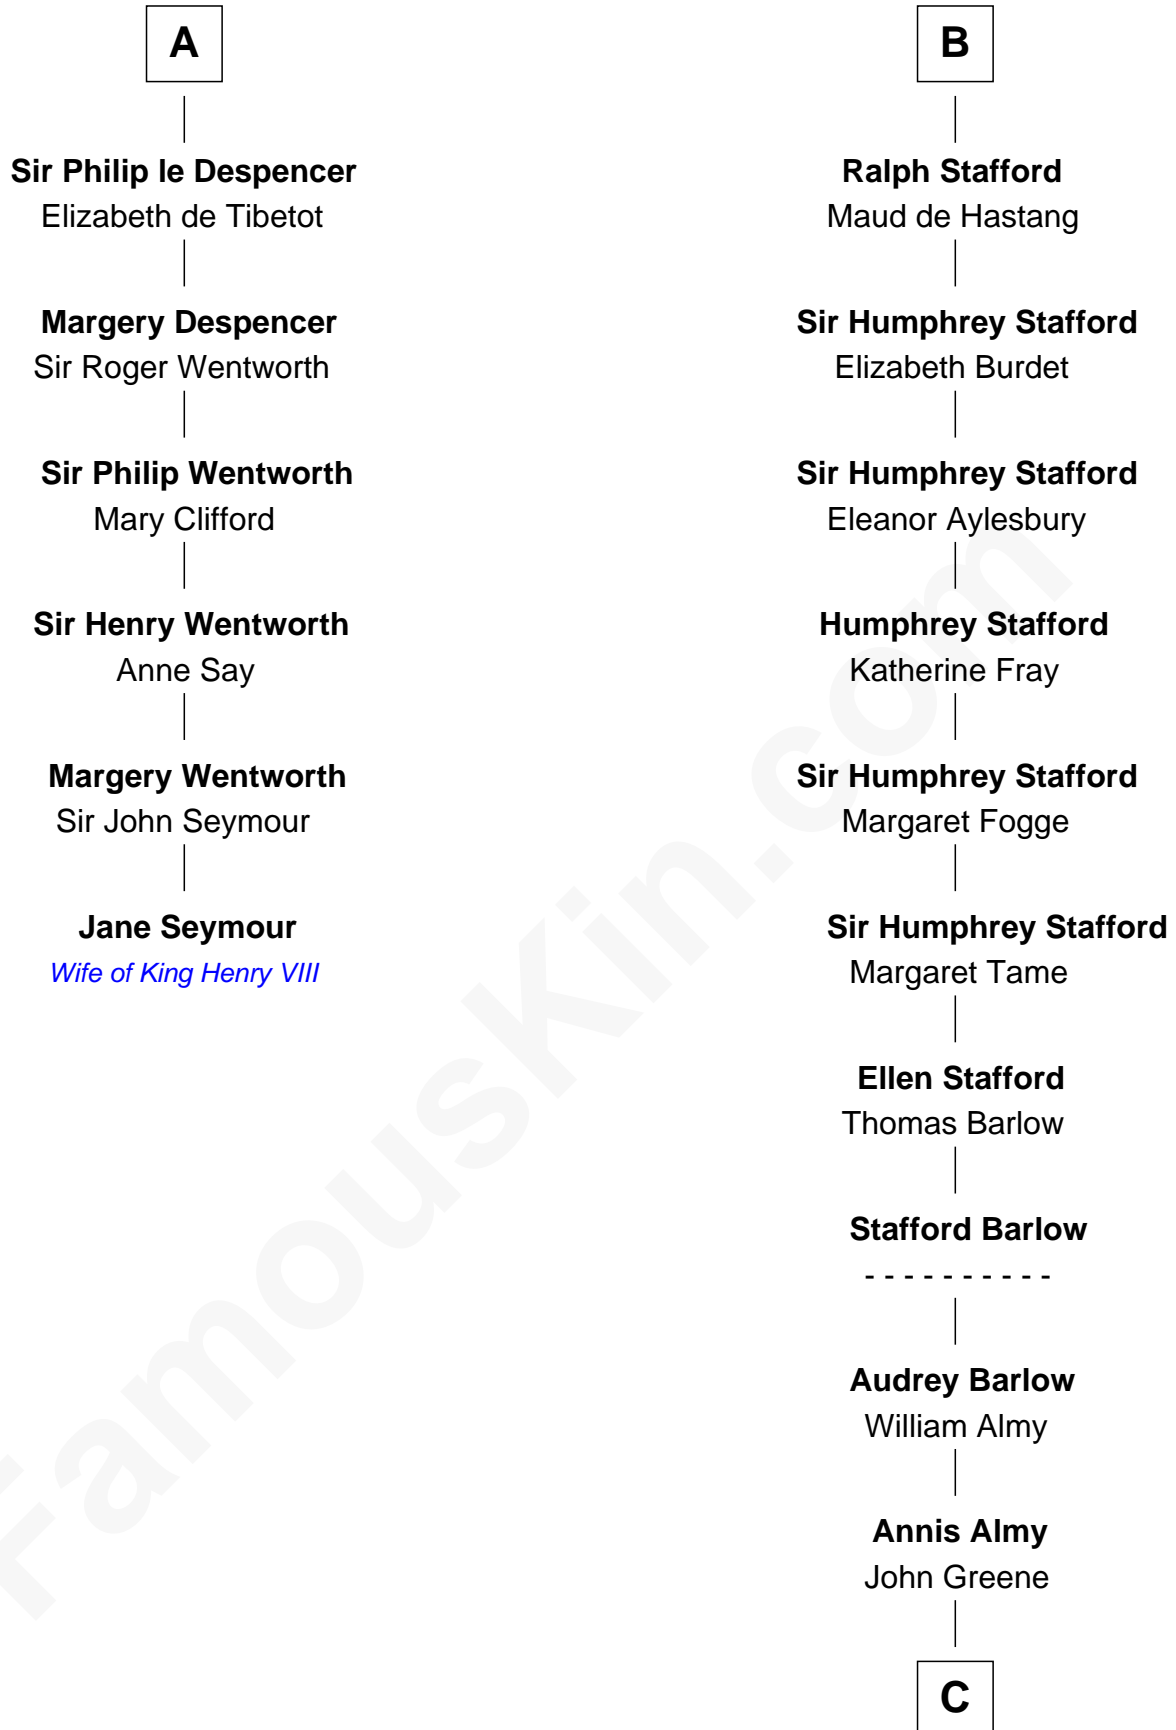 A
Sir Philip le Despencer
Elizabeth de Tibetot
Margery Despencer
Sir Roger Wentworth
Sir Philip Wentworth
Mary Clifford
Sir Henry Wentworth
Anne Say
Margery Wentworth
Sir John Seymour
Jane Seymour
Wife of King Henry VIII
B
Ralph Stafford
Maud de Hastang
Sir Humphrey Stafford
Elizabeth Burdet
Sir Humphrey Stafford
Eleanor Aylesbury
Humphrey Stafford
Katherine Fray
Sir Humphrey Stafford
Margaret Fogge
Sir Humphrey Stafford
Margaret Tame
Ellen Stafford
Thomas Barlow
Stafford Barlow
- - - - - - - - - -
Audrey Barlow
William Almy
Annis Almy
John Greene
C
FamousKin.com